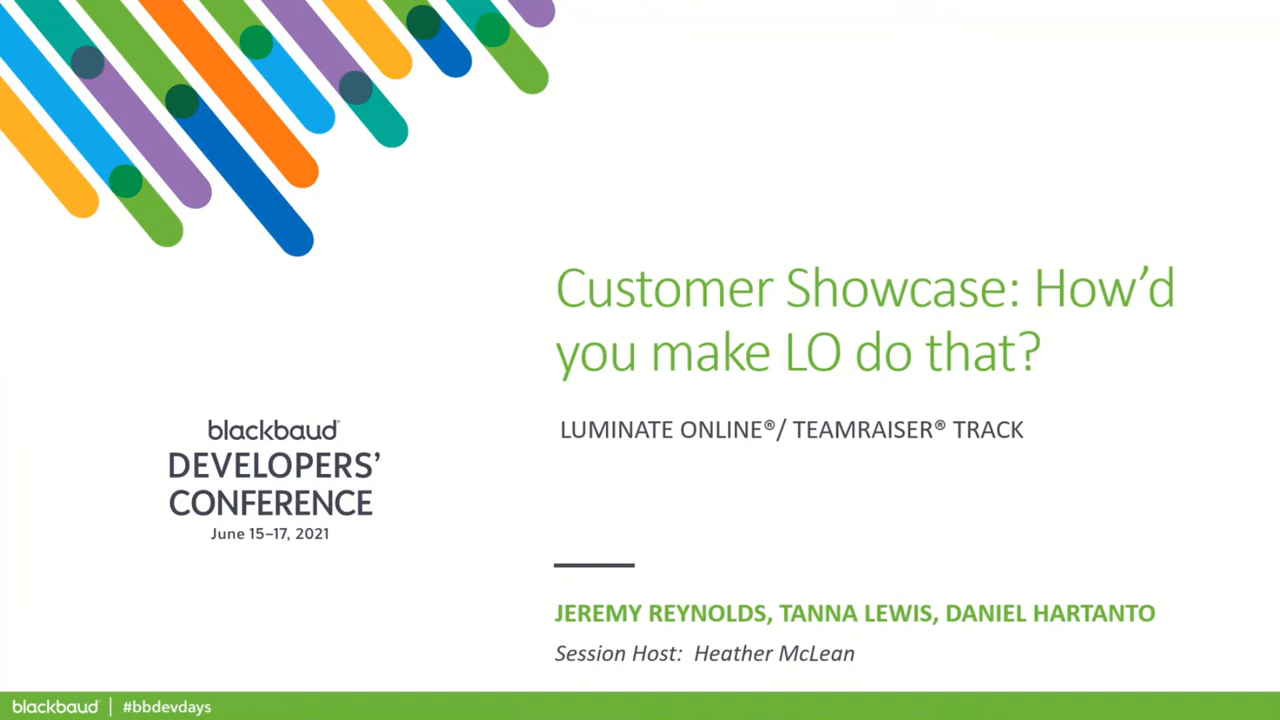 Customer Showcase: How'd
you make LO do that?
LUMINATE ONLINE®/ TEAMRAISER® TRACK
blackbaud®
DEVELOPERS'
CONFERENCE
June 15–17, 2021
JEREMY REYNOLDS, TANNA LEWIS, DANIEL HARTANTO
Session Host: Heather McLean
blackbaud® | #bbdevdays